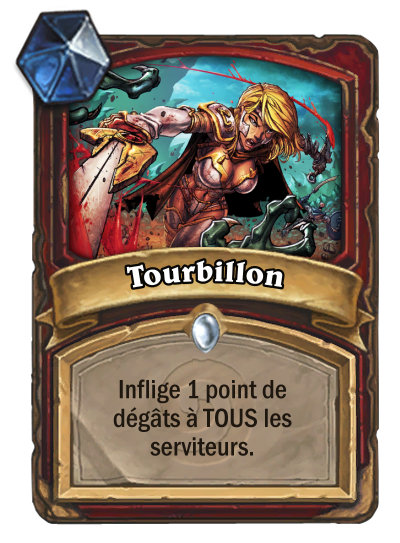 Tourbillon
Inflige 1 point de
dégâts à TOUS les
serviteurs.